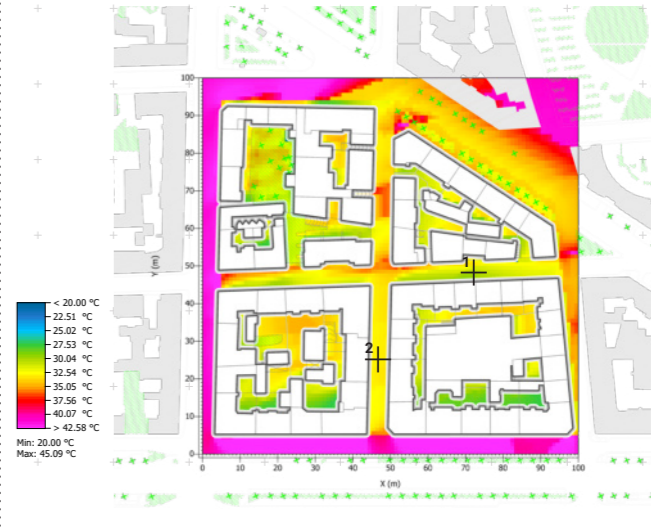 100
90
80
70
60
50
40
30
20
10
0
Y (m)
1
2
0 10 20 30 40 50 60 70 80 90 100
X (m)
< 20.00 °C
22.51 °C
25.02 °C
27.53 °C
30.04 °C
32.54 °C
35.05 °C
37.56 °C
40.07 °C
> 42.58 °C
Min: 20.00 °C
Max: 45.09 °C